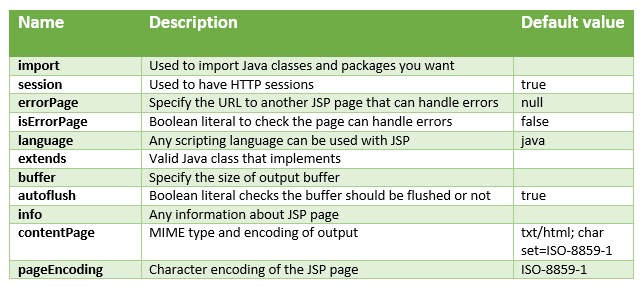 Name Description Default value
import Used to import Java classes and packages you want
session Used to have HTTP sessions true
errorPage Specify the URL to another JSP page that can handle errors null
isErrorPage Boolean literal to check the page can handle errors false
language Any scripting language can be used with JSP java
extends Valid Java class that implements
buffer Specify the size of output buffer
autoflush Boolean literal checks the buffer should be flushed or not true
info Any information about JSP page
contentPage MIME type and encoding of output txt/html; char
set=ISO-8859-1
pageEncoding Character encoding of the JSP page ISO-8859-1